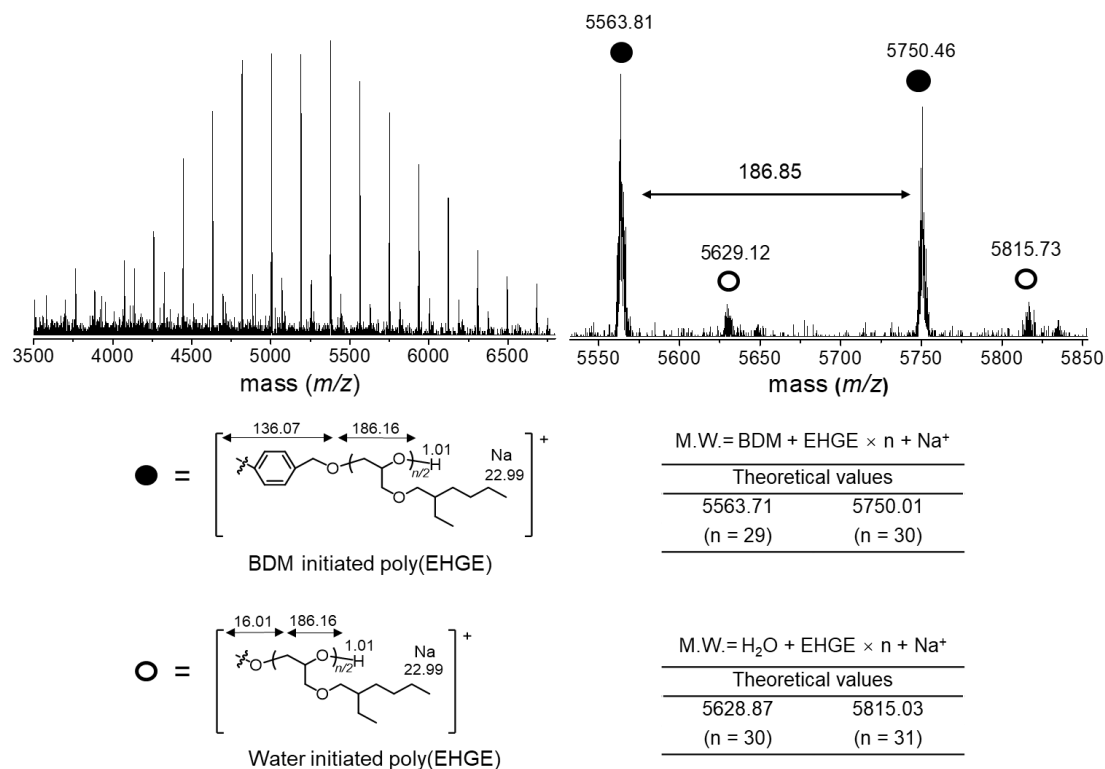 5563.81
5750.46
186.85
5629.12
5815.73
3500 4000 4500 5000 5500 6000 6500
mass (m/z)
5550 5600 5650 5700 5750 5800 5850
mass (m/z)
136.07 186.16
1.01
O O H
n/2
Na
22.99
O
+
=
BDM initiated poly(EHGE)
M.W.= BDM + EHGE × n + Na⁺
Theoretical values
5563.71 5750.01
(n = 29) (n = 30)
16.01 186.16
1.01
O O H
n/2
Na
22.99
O
+
=
Water initiated poly(EHGE)
M.W.= H₂O + EHGE × n + Na⁺
Theoretical values
5628.87 5815.03
(n = 30) (n = 31)